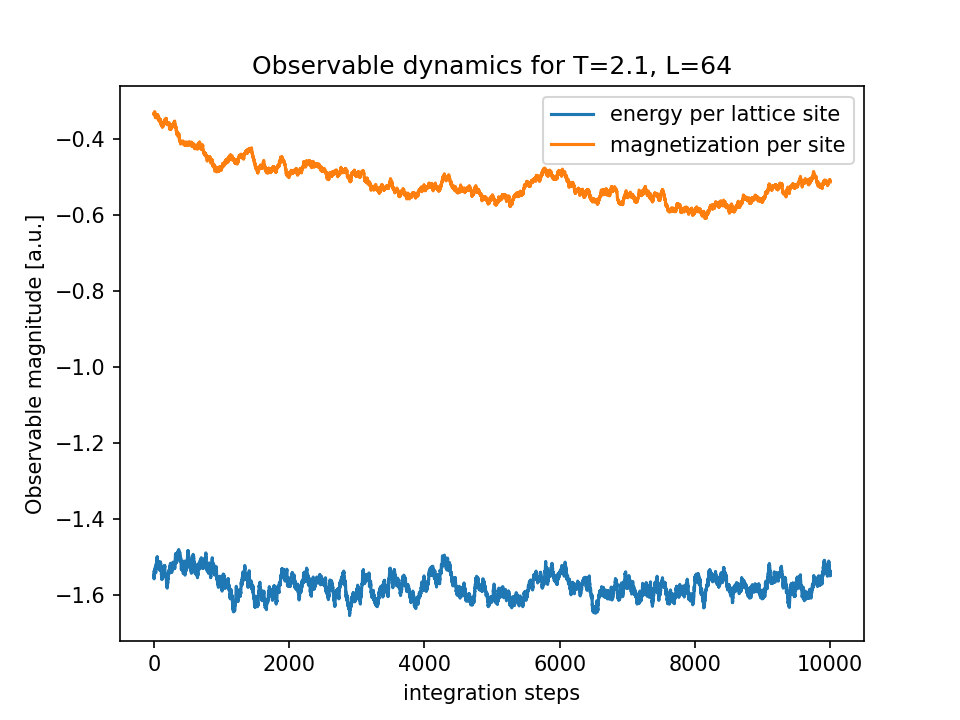 Observable dynamics for T=2.1, L=64
energy per lattice site
magnetization per site
Observable magnitude [a.u.]
−0.4
−0.6
−0.8
−1.0
−1.2
−1.4
−1.6
0 2000 4000 6000 8000 10000
integration steps